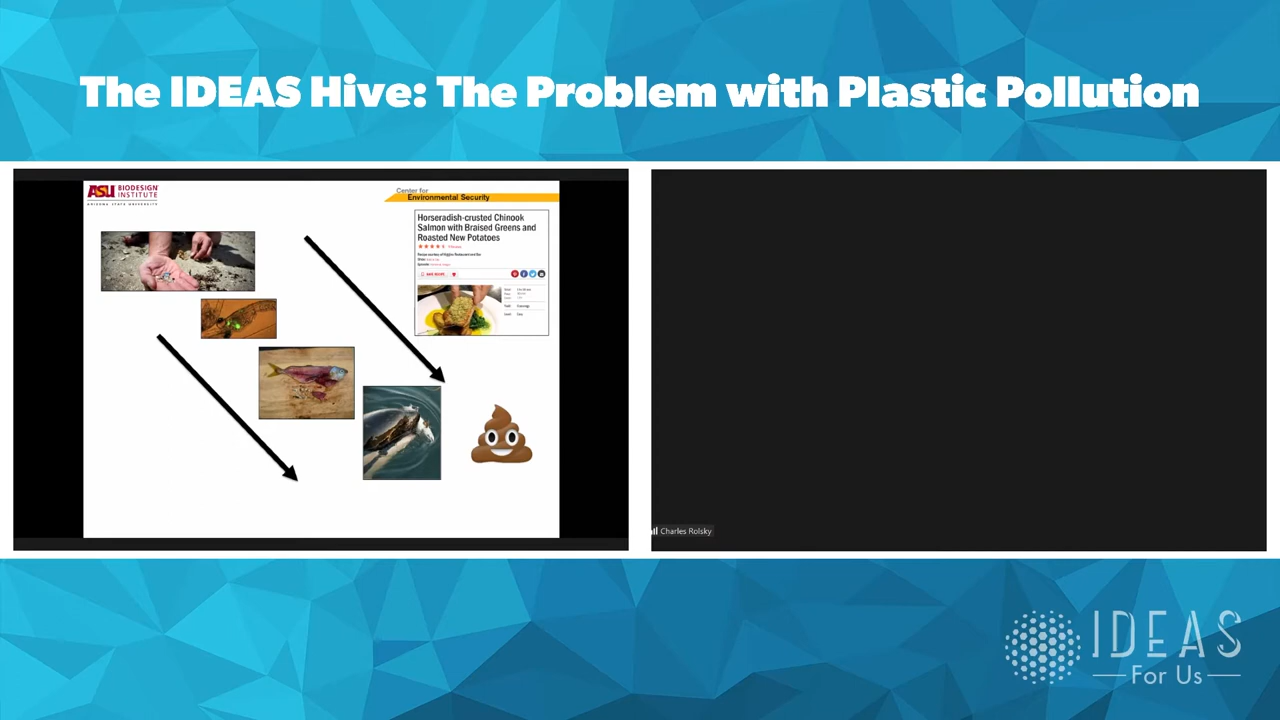 The IDEAS Hive: The Problem with Plastic Pollution
ASU BIODESIGN
INSTITUTE
ARIZONA STATE UNIVERSITY
Center for
Environmental Security
Horseradish-crusted Chinook
Salmon with Braised Greens and
Roasted New Potatoes
Charles Rolsky
IDEAS
For Us